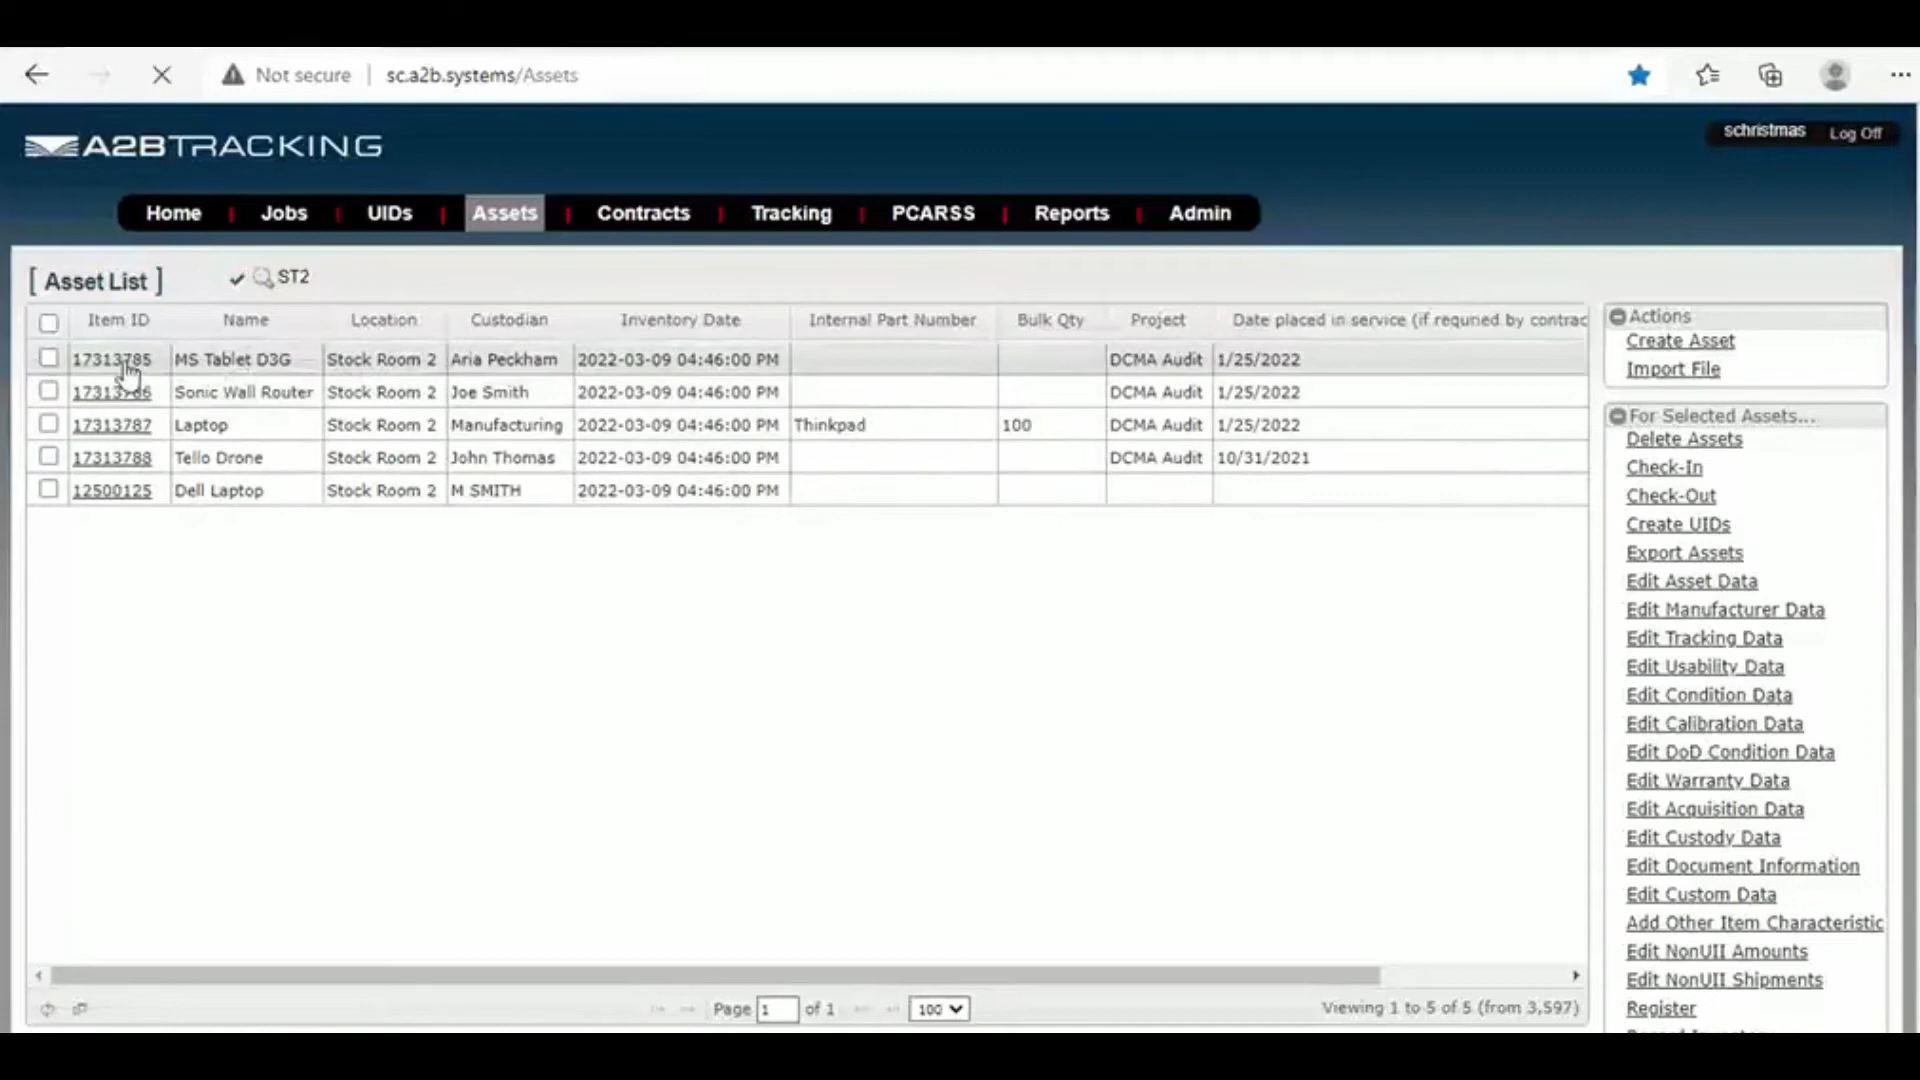 Not secure | sc.a2b.systems/Assets
A2BTRACKING
schristmas Log Off
Home | Jobs | UIDs | Assets | Contracts | Tracking | PCARSS | Reports | Admin
[ Asset List ] ST2
Item ID Name Location Custodian Inventory Date Internal Part Number Bulk Qty Project Date placed in service (if required by contrac
17313785 MS Tablet D3G Stock Room 2 Aria Peckham 2022-03-09 04:46:00 PM DCMA Audit 1/25/2022
17313786 Sonic Wall Router Stock Room 2 Joe Smith 2022-03-09 04:46:00 PM DCMA Audit 1/25/2022
17313787 Laptop Stock Room 2 Manufacturing 2022-03-09 04:46:00 PM Thinkpad 100 DCMA Audit 1/25/2022
17313788 Tello Drone Stock Room 2 John Thomas 2022-03-09 04:46:00 PM DCMA Audit 10/31/2021
12500125 Dell Laptop Stock Room 2 M SMITH 2022-03-09 04:46:00 PM
Page 1 of 1 100 Viewing 1 to 5 of 5 (from 3,597)
Actions
Create Asset
Import File
For Selected Assets...
Delete Assets
Check-In
Check-Out
Create UIDs
Export Assets
Edit Asset Data
Edit Manufacturer Data
Edit Tracking Data
Edit Usability Data
Edit Condition Data
Edit Calibration Data
Edit DoD Condition Data
Edit Warranty Data
Edit Acquisition Data
Edit Custody Data
Edit Document Information
Edit Custom Data
Add Other Item Characteristic
Edit NonUII Amounts
Edit NonUII Shipments
Register